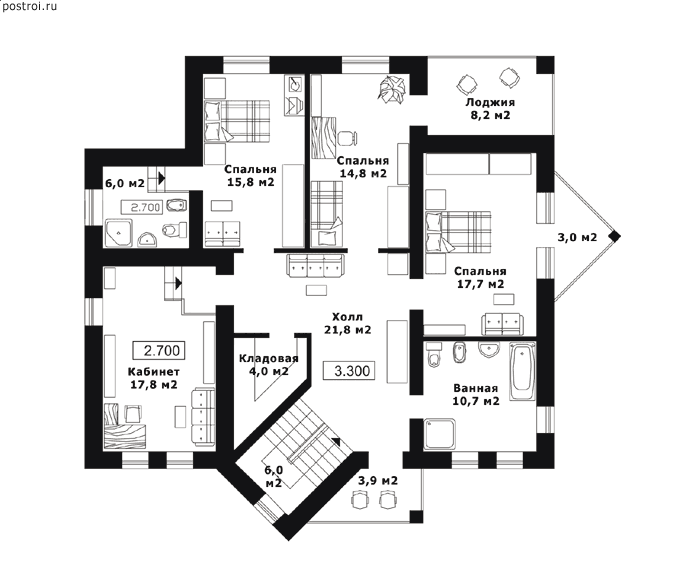 postroi.ru
Лоджия
8,2 м2
Спальня
15,8 м2
Спальня
14,8 м2
6,0 м2
2.700
3,0 м2
Спальня
17,7 м2
Холл
21,8 м2
2.700
Кабинет
17,8 м2
Кладовая
4,0 м2
3.300
Ванная
10,7 м2
6,0
м2
3,9 м2